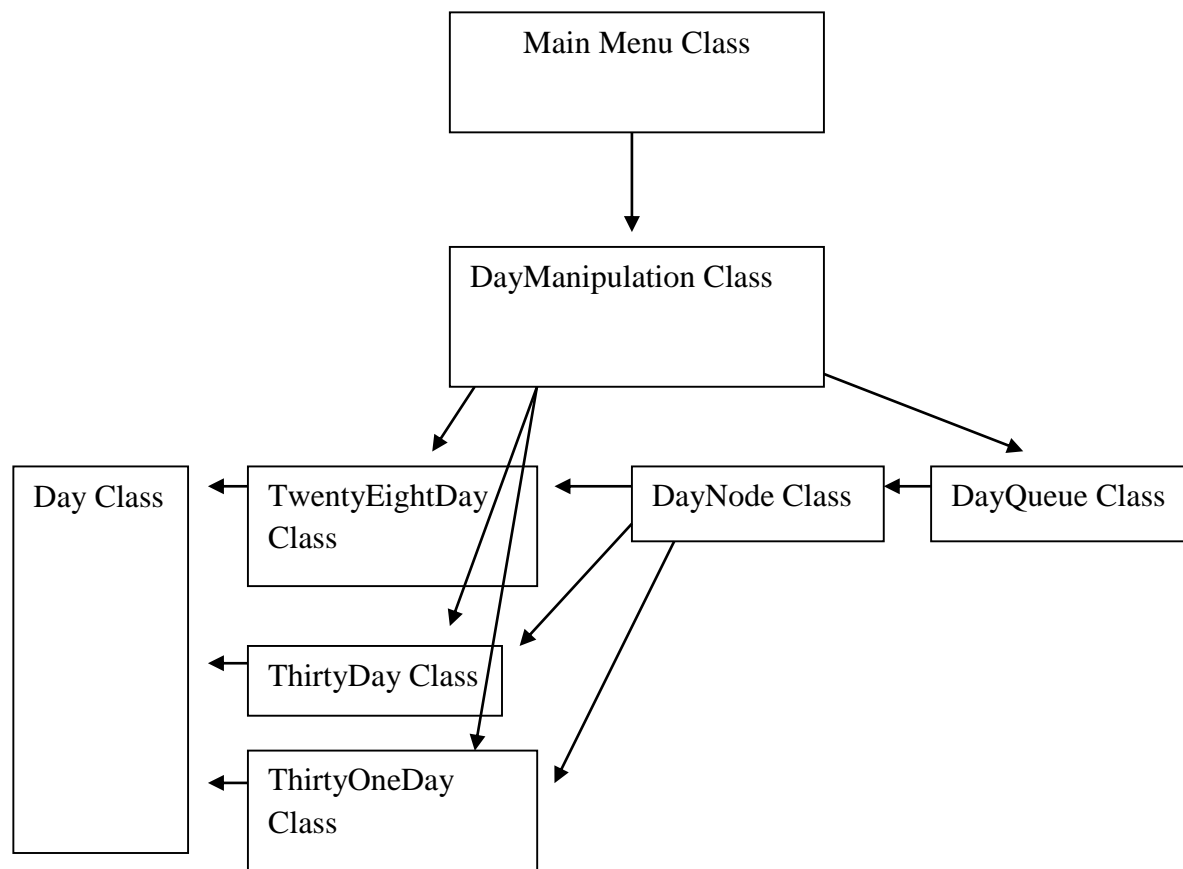 Main Menu Class
DayManipulation Class
Day Class
TwentyEightDay
Class
DayNode Class
DayQueue Class
ThirtyDay Class
ThirtyOneDay
Class